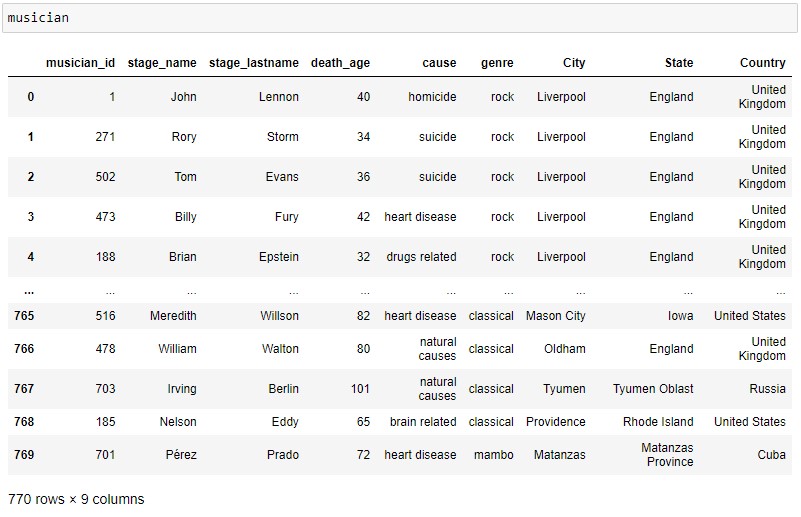 musician
musician_id stage_name stage_lastname death_age cause genre City State Country
0 1 John Lennon 40 homicide rock Liverpool England United Kingdom
1 271 Rory Storm 34 suicide rock Liverpool England United Kingdom
2 502 Tom Evans 36 suicide rock Liverpool England United Kingdom
3 473 Billy Fury 42 heart disease rock Liverpool England United Kingdom
4 188 Brian Epstein 32 drugs related rock Liverpool England United Kingdom
... ... ... ... ... ... ... ... ... ...
765 516 Meredith Willson 82 heart disease classical Mason City Iowa United States
766 478 William Walton 80 natural causes classical Oldham England United Kingdom
767 703 Irving Berlin 101 natural causes classical Tyumen Tyumen Oblast Russia
768 185 Nelson Eddy 65 brain related classical Providence Rhode Island United States
769 701 Pérez Prado 72 heart disease mambo Matanzas Matanzas Province Cuba
770 rows × 9 columns